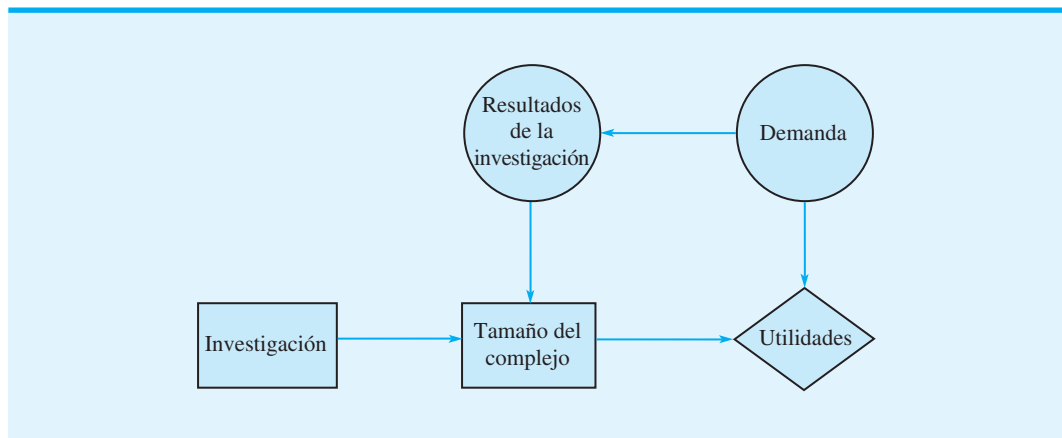 Resultados
de la
investigación
Demanda
Investigación
Tamaño del
complejo
Utilidades